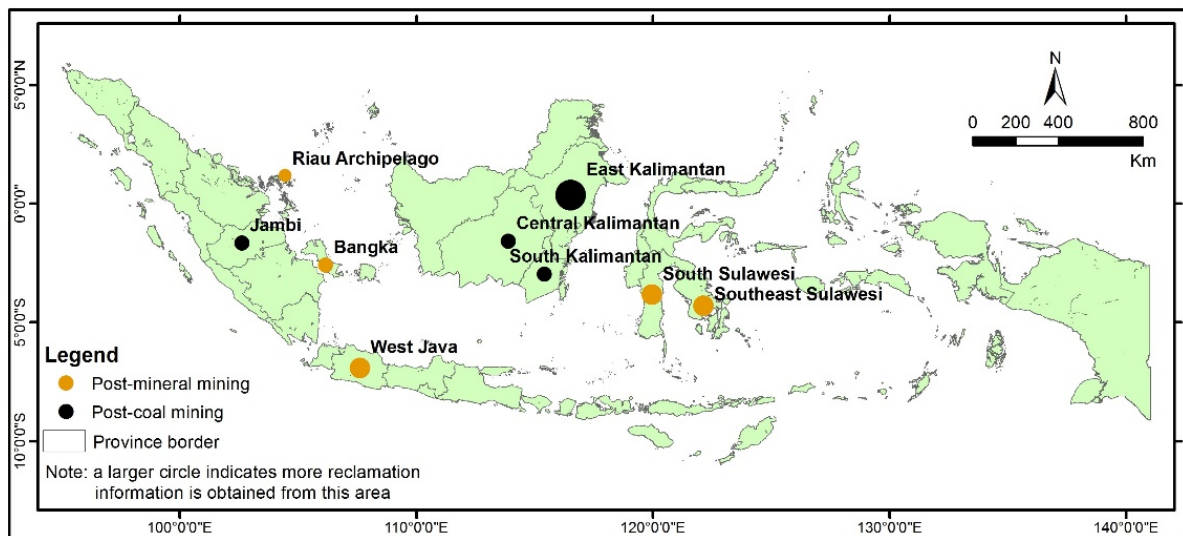 N
0 200 400 800
Km
5°0'0"N
0°0'0"
5°0'0"S
10°0'0"S
Riau Archipelago
East Kalimantan
Jambi
Central Kalimantan
Bangka
South Kalimantan
South Sulawesi
Southeast Sulawesi
West Java
Legend
Post-mineral mining
Post-coal mining
Province border
Note: a larger circle indicates more reclamation
information is obtained from this area
100°0'0"E 110°0'0"E 120°0'0"E 130°0'0"E 140°0'0"E